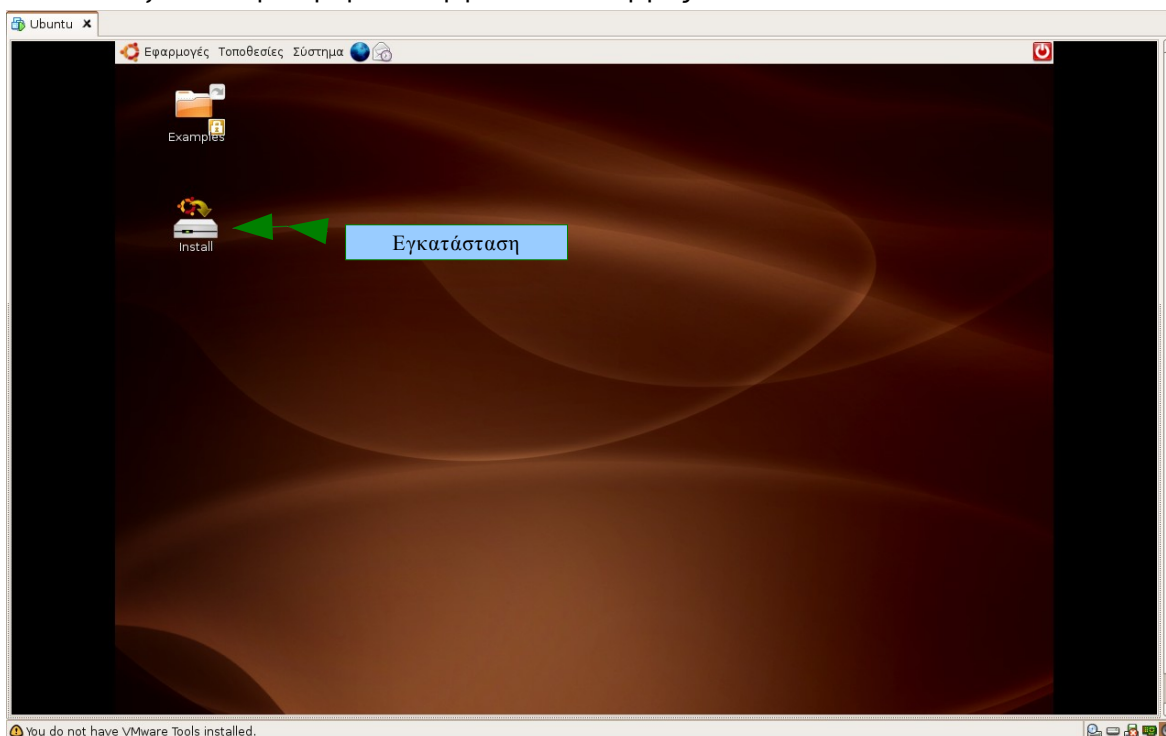 Ubuntu
Εφαρμογές Τοποθεσίες Σύστημα
Examples
Install
Εγκατάσταση
You do not have VMware Tools installed.